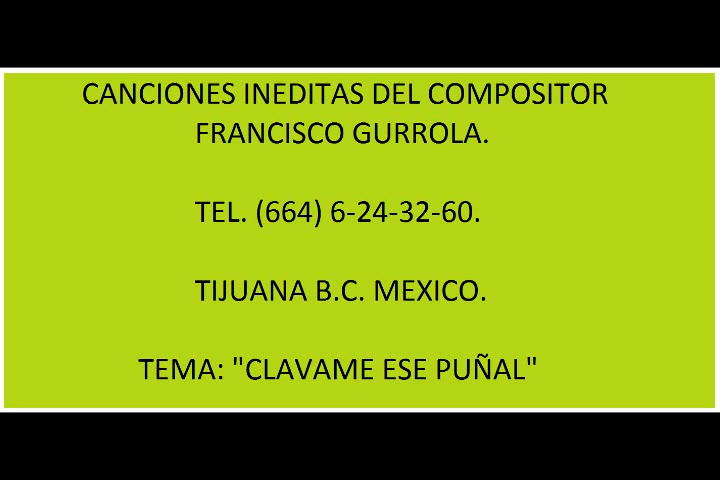 CANCIONES INEDITAS DEL COMPOSITOR
FRANCISCO GURROLA.
TEL. (664) 6-24-32-60.
TIJUANA B.C. MEXICO.
TEMA: "CLAVAME ESE PUÑAL"